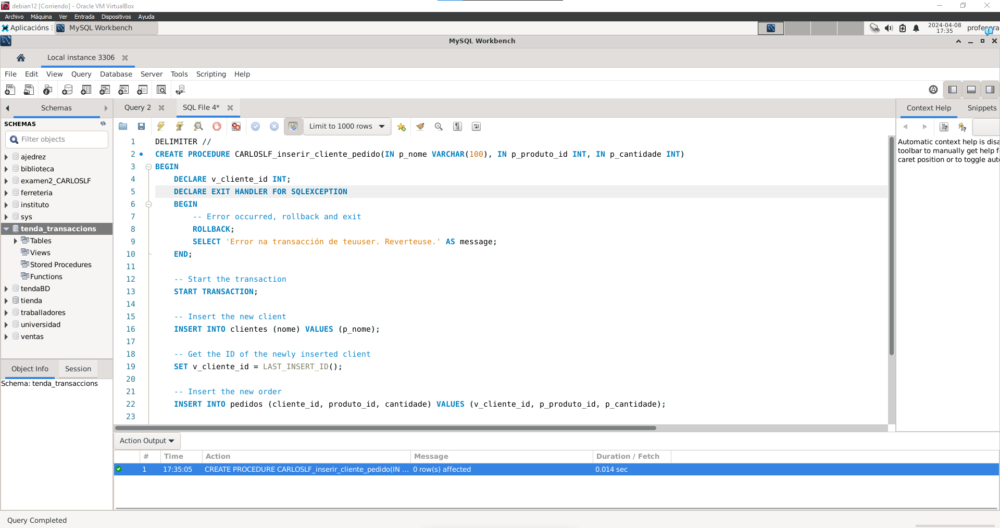 debian12 [Corriendo] - Oracle VM VirtualBox
Archivo Máquina Ver Entrada Dispositivos Ayuda
Aplicacións MySQL Workbench
2024-04-08
17:35
profesora
MySQL Workbench
Local instance 3306
File Edit View Query Database Server Tools Scripting Help
Schemas
Query 2
SQL File 4*
Context Help
Snippets
SCHEMAS
Filter objects
ajedrez
biblioteca
examen2_CARLOSLF
ferreteria
instituto
sys
tenda_transaccions
Tables
Views
Stored Procedures
Functions
tendaBD
tienda
traballadores
universidad
ventas
Object Info
Session
Schema: tenda_transaccions
Limit to 1000 rows
1 DELIMITER //
2 CREATE PROCEDURE CARLOSLF_inserir_cliente_pedido(IN p_nome VARCHAR(100), IN p_produto_id INT, IN p_cantidade INT)
3 BEGIN
4 DECLARE v_cliente_id INT;
5 DECLARE EXIT HANDLER FOR SQLEXCEPTION
6 BEGIN
7 -- Error occurred, rollback and exit
8 ROLLBACK;
9 SELECT 'Error na transacción de teuuser. Reverteuse.' AS message;
10 END;
11
12 -- Start the transaction
13 START TRANSACTION;
14
15 -- Insert the new client
16 INSERT INTO clientes (nome) VALUES (p_nome);
17
18 -- Get the ID of the newly inserted client
19 SET v_cliente_id = LAST_INSERT_ID();
20
21 -- Insert the new order
22 INSERT INTO pedidos (cliente_id, produto_id, cantidade) VALUES (v_cliente_id, p_produto_id, p_cantidade);
23
Automatic context help is disa
toolbar to manually get help f
caret position or to toggle aut
Action Output
# Time Action Message Duration / Fetch
1 17:35:05 CREATE PROCEDURE CARLOSLF_inserir_cliente_pedido(IN ... 0 row(s) affected 0.014 sec
Query Completed